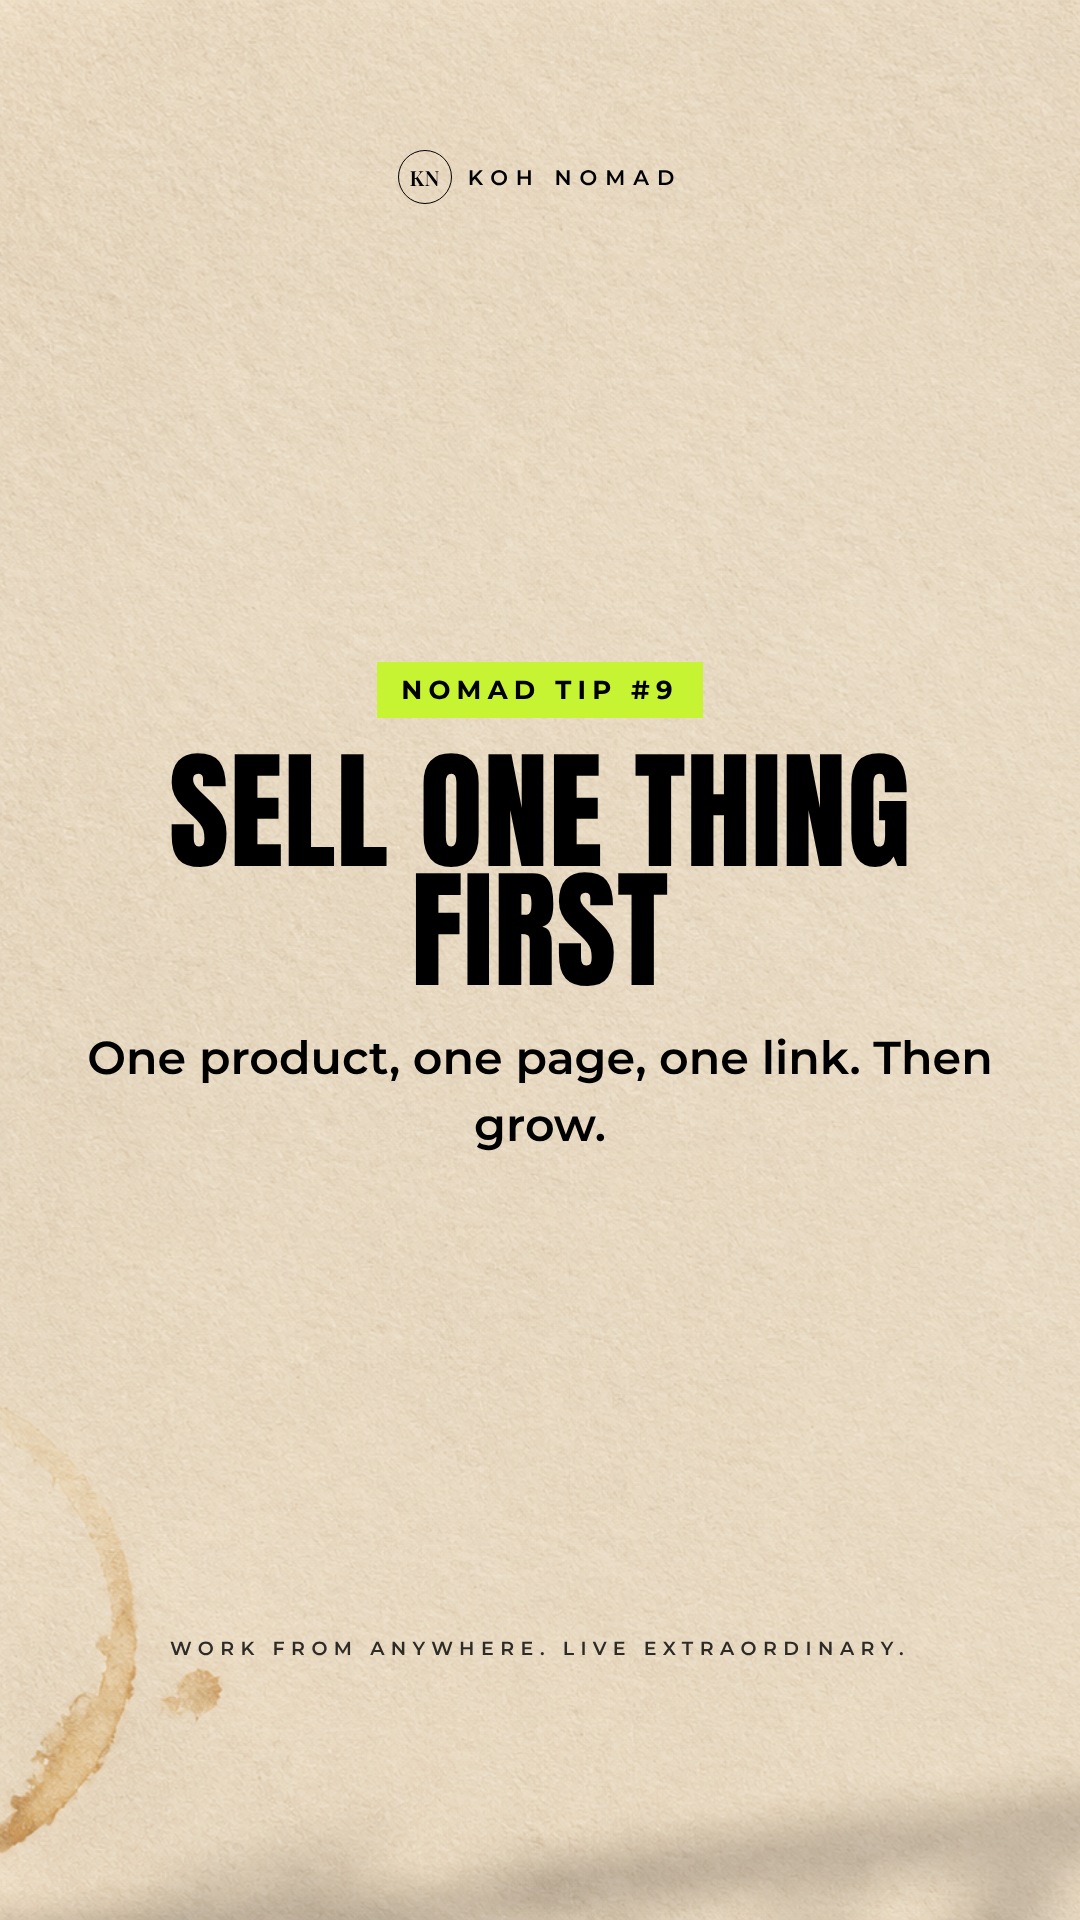 KN KOH NOMAD
NOMAD TIP #9
SELL ONE THING
FIRST
One product, one page, one link. Then
grow.
WORK FROM ANYWHERE. LIVE EXTRAORDINARY.